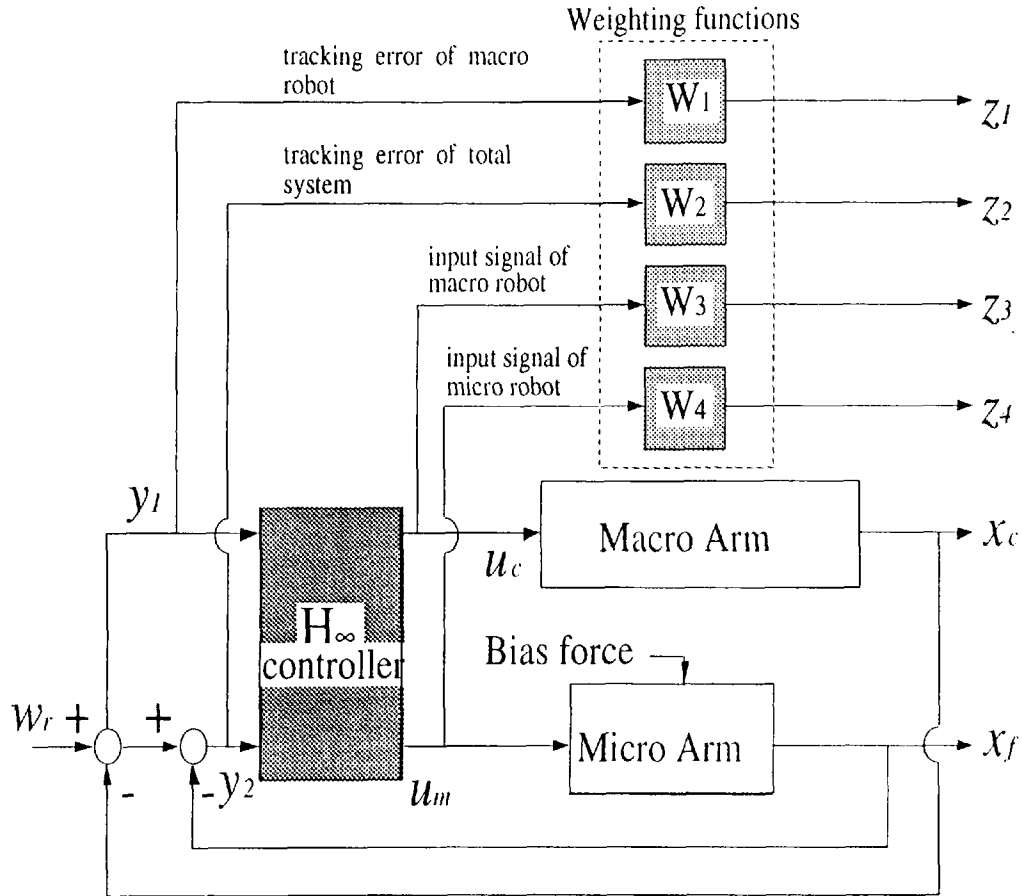 Weighting functions
tracking error of macro
robot
W1
z1
tracking error of total
system
W2
z2
input signal of
macro robot
W3
z3
input signal of
micro robot
W4
z4
y1
uc
Macro Arm
xc
H∞
controller
Bias force
wr + +
Micro Arm
xf
- - y2
um